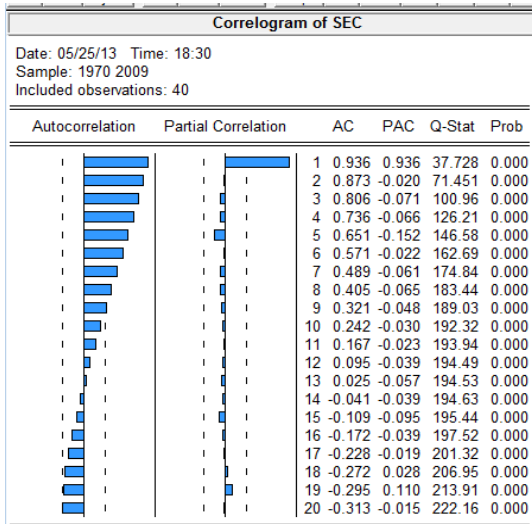 Correlogram of SEC
Date: 05/25/13 Time: 18:30
Sample: 1970 2009
Included observations: 40
Autocorrelation Partial Correlation AC PAC Q-Stat Prob
1 0.936 0.936 37.728 0.000
2 0.873 -0.020 71.451 0.000
3 0.806 -0.071 100.96 0.000
4 0.736 -0.066 126.21 0.000
5 0.651 -0.152 146.58 0.000
6 0.571 -0.022 162.69 0.000
7 0.489 -0.061 174.84 0.000
8 0.405 -0.065 183.44 0.000
9 0.321 -0.048 189.03 0.000
10 0.242 -0.030 192.32 0.000
11 0.167 -0.023 193.94 0.000
12 0.095 -0.039 194.49 0.000
13 0.025 -0.057 194.53 0.000
14 -0.041 -0.039 194.63 0.000
15 -0.109 -0.095 195.44 0.000
16 -0.172 -0.039 197.52 0.000
17 -0.228 -0.019 201.32 0.000
18 -0.272 0.028 206.95 0.000
19 -0.295 0.110 213.91 0.000
20 -0.313 -0.015 222.16 0.000